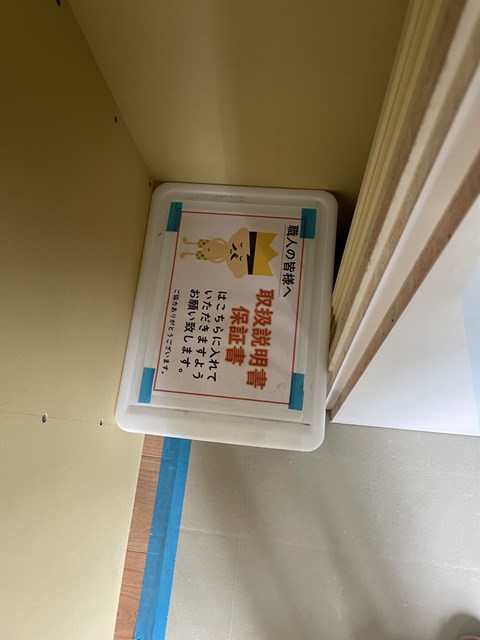 職人の皆様へ
取扱説明書
保証書
はこちらに入れて
いただきますよう
お願い致します。
ご協力ありがとうございます。